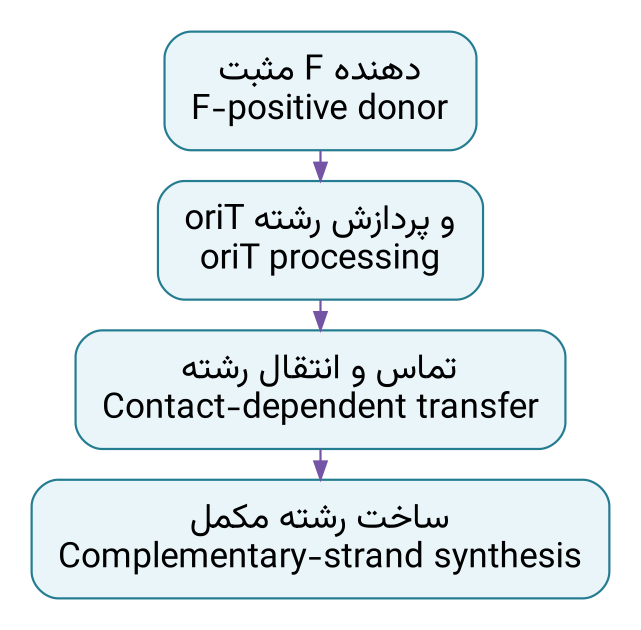 دهنده F مثبت
F-positive donor
oriT و پردازش رشته
oriT processing
تماس و انتقال رشته
Contact-dependent transfer
ساخت رشته مکمل
Complementary-strand synthesis